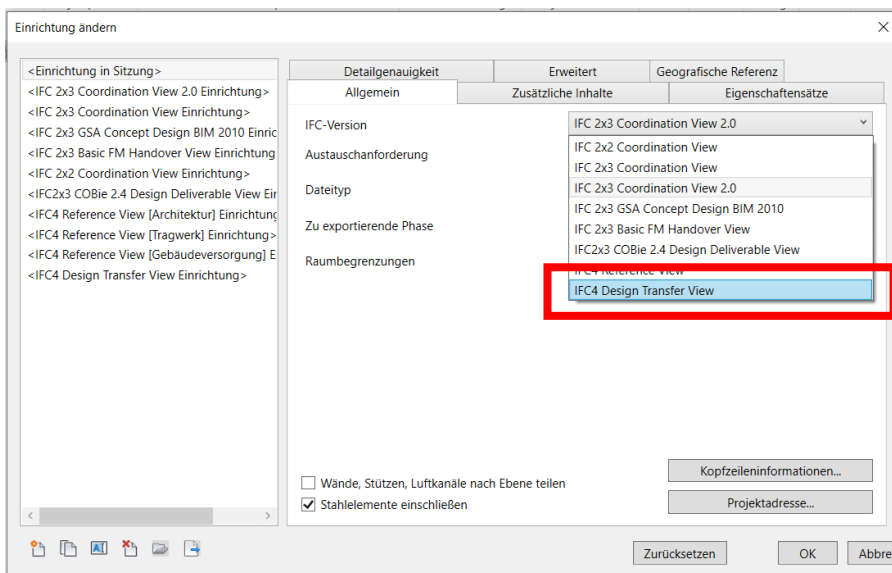 Einrichtung ändern
<Einrichtung in Sitzung>
<IFC 2x3 Coordination View 2.0 Einrichtung>
<IFC 2x3 Coordination View Einrichtung>
<IFC 2x3 GSA Concept Design BIM 2010 Einric
<IFC 2x3 Basic FM Handover View Einrichtung
<IFC 2x2 Coordination View Einrichtung>
<IFC2x3 COBie 2.4 Design Deliverable View Eir
<IFC4 Reference View [Architektur] Einrichtung
<IFC4 Reference View [Tragwerk] Einrichtung>
<IFC4 Reference View [Gebäudeversorgung] E
<IFC4 Design Transfer View Einrichtung>
Detailgenauigkeit Erweitert Geografische Referenz
Allgemein Zusätzliche Inhalte Eigenschaftensätze
IFC-Version IFC 2x3 Coordination View 2.0
Austauschanforderung
Dateityp
Zu exportierende Phase
Raumbegrenzungen
IFC 2x2 Coordination View
IFC 2x3 Coordination View
IFC 2x3 Coordination View 2.0
IFC 2x3 GSA Concept Design BIM 2010
IFC 2x3 Basic FM Handover View
IFC2x3 COBie 2.4 Design Deliverable View
IFC4 Reference View
IFC4 Design Transfer View
Wände, Stützen, Luftkanäle nach Ebene teilen
Stahlelemente einschließen
Kopfzeileninformationen...
Projektadresse...
Zurücksetzen OK Abbre